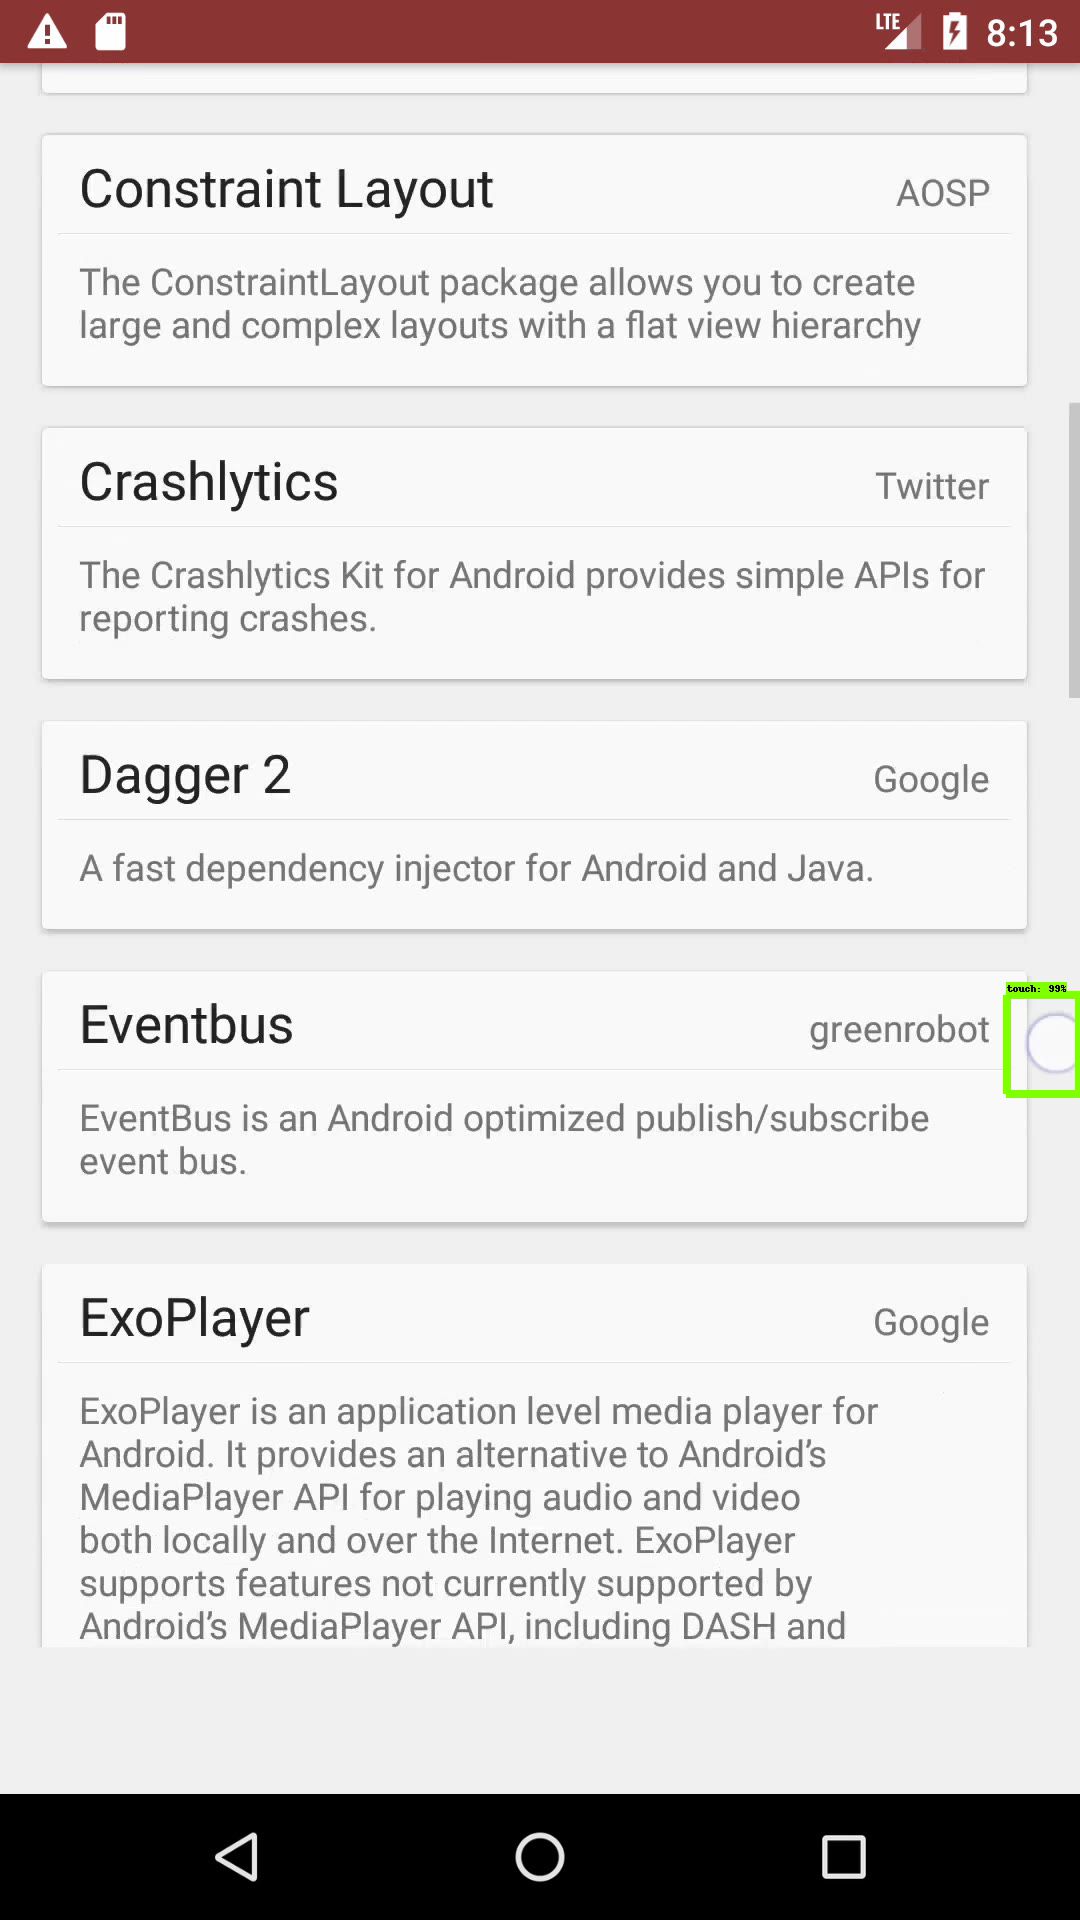 LTE 8:13
Constraint Layout AOSP
The ConstraintLayout package allows you to create
large and complex layouts with a flat view hierarchy
Crashlytics Twitter
The Crashlytics Kit for Android provides simple APIs for
reporting crashes.
Dagger 2 Google
A fast dependency injector for Android and Java.
touch: 99%
Eventbus greenrobot
EventBus is an Android optimized publish/subscribe
event bus.
ExoPlayer Google
ExoPlayer is an application level media player for
Android. It provides an alternative to Android’s
MediaPlayer API for playing audio and video
both locally and over the Internet. ExoPlayer
supports features not currently supported by
Android’s MediaPlayer API, including DASH and